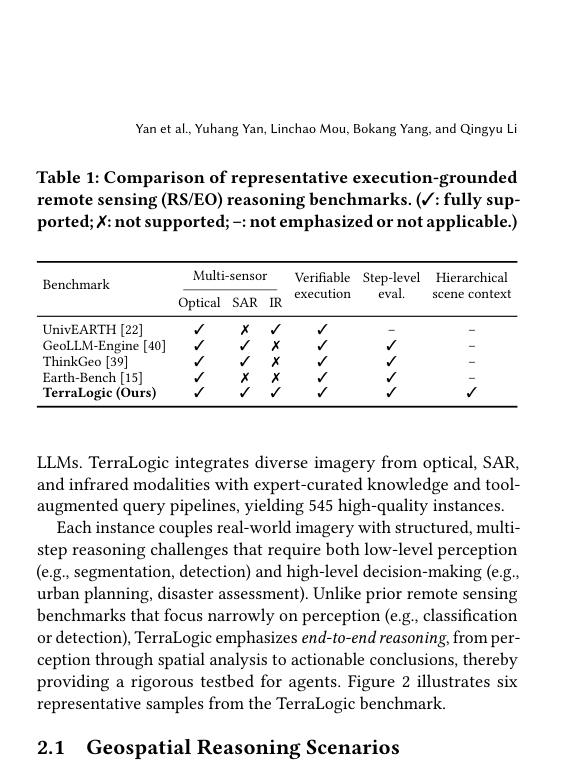 Yan et al., Yuhang Yan, Linchao Mou, Bokang Yang, and Qingyu Li
Table 1: Comparison of representative execution-grounded
remote sensing (RS/EO) reasoning benchmarks. (✓: fully sup-
ported; ✗: not supported; –: not emphasized or not applicable.)
Benchmark Multi-sensor Verifiable execution Step-level eval. Hierarchical scene context
Optical SAR IR
UnivEARTH [22] ✓ ✗ ✓ ✓ – –
GeoLLM-Engine [40] ✓ ✓ ✗ ✓ ✓ –
ThinkGeo [39] ✓ ✓ ✗ ✓ ✓ –
Earth-Bench [15] ✓ ✗ ✗ ✓ ✓ –
TerraLogic (Ours) ✓ ✓ ✓ ✓ ✓ ✓
LLMs. TerraLogic integrates diverse imagery from optical, SAR,
and infrared modalities with expert-curated knowledge and tool-
augmented query pipelines, yielding 545 high-quality instances.
Each instance couples real-world imagery with structured, multi-
step reasoning challenges that require both low-level perception
(e.g., segmentation, detection) and high-level decision-making (e.g.,
urban planning, disaster assessment). Unlike prior remote sensing
benchmarks that focus narrowly on perception (e.g., classification
or detection), TerraLogic emphasizes end-to-end reasoning, from per-
ception through spatial analysis to actionable conclusions, thereby
providing a rigorous testbed for agents. Figure 2 illustrates six
representative samples from the TerraLogic benchmark.
2.1 Geospatial Reasoning Scenarios